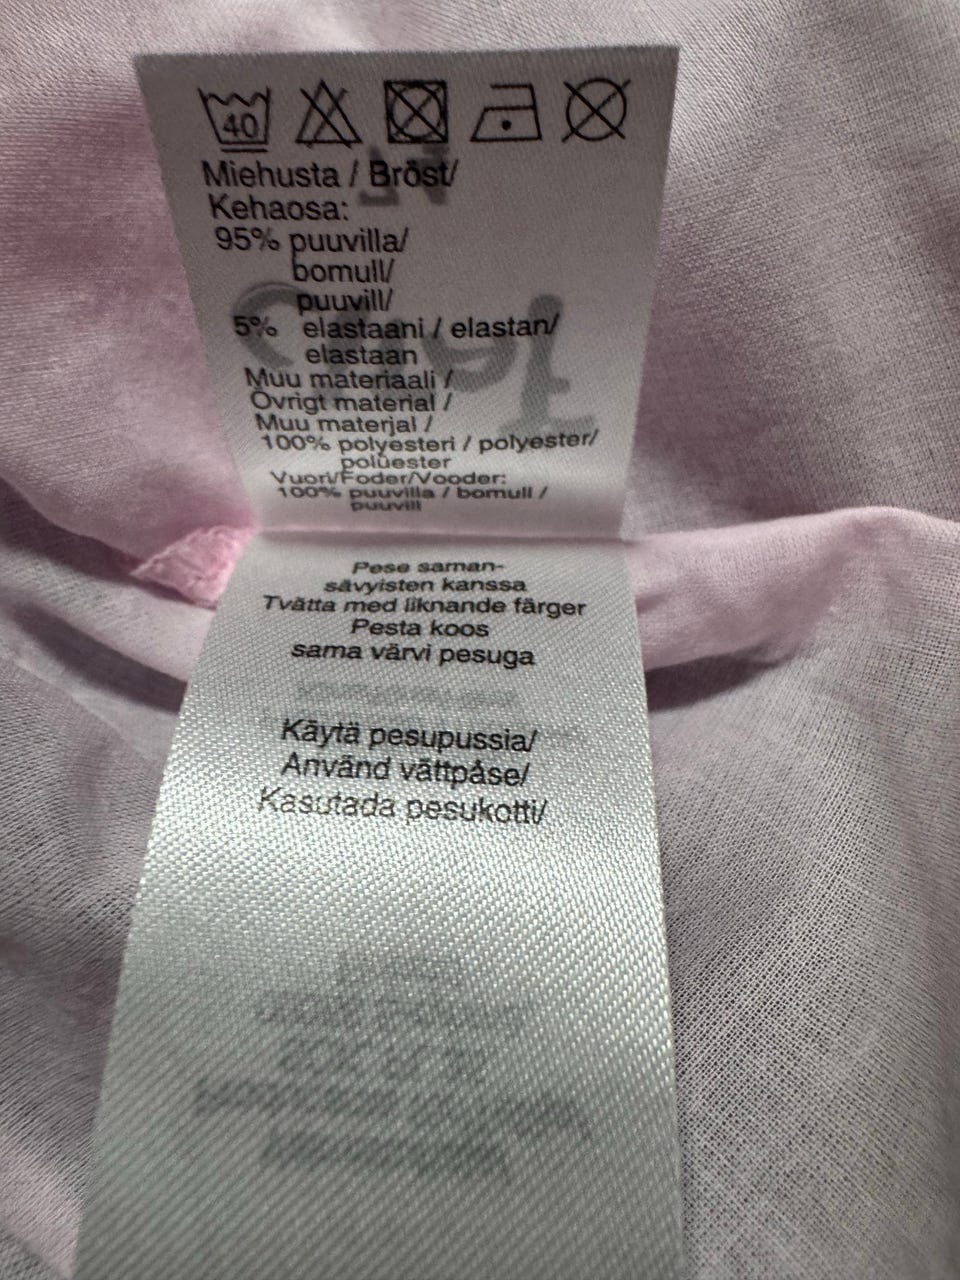 40
Miehusta / Bröst/
Kehaosa:
95% puuvilla/
bomull/
puuvill/
5% elastaani / elastan/
elastaan
Muu materiaali /
Övrigt material /
Muu materjal /
100% polyesteri / polyester/
polüester
Vuori/Foder/Vooder:
100% puuvilla / bomull /
puuvill
Pese saman-
sävyisten kanssa
Tvätta med liknande färger
Pesta koos
sama värvi pesuga
Käytä pesupussia/
Använd vättpåse/
Kasutada pesukotti/